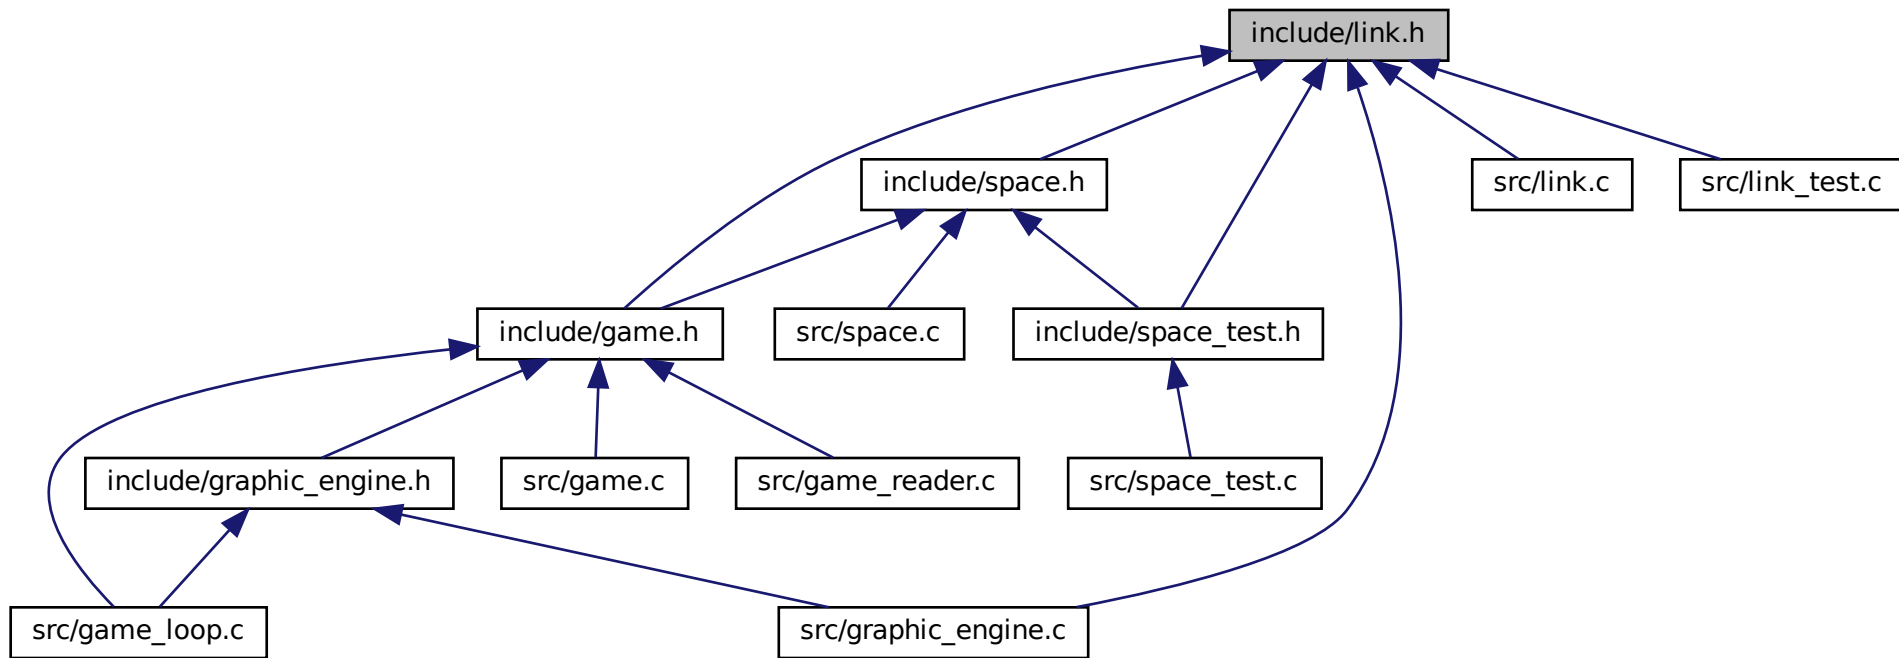 include/link.h
include/space.h
src/link.c
src/link_test.c
include/game.h
src/space.c
include/space_test.h
include/graphic_engine.h
src/game.c
src/game_reader.c
src/space_test.c
src/game_loop.c
src/graphic_engine.c